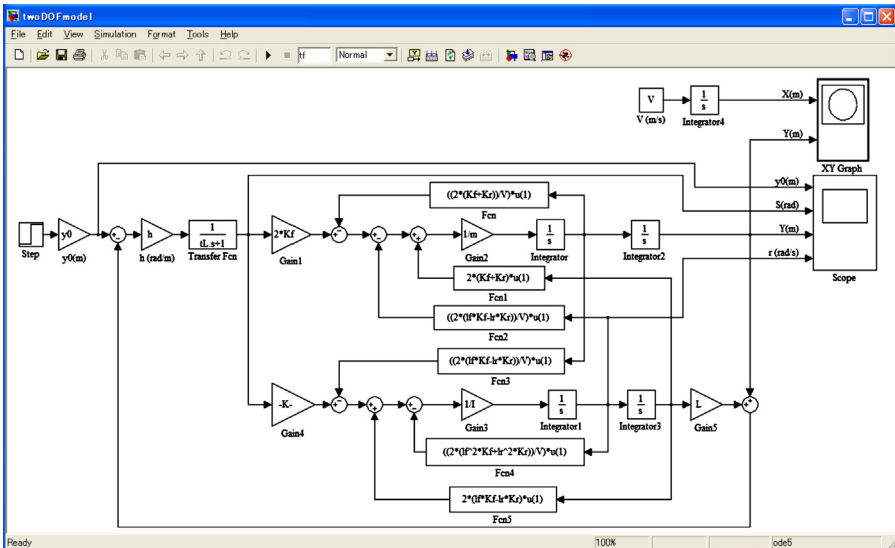 twoDOFmodel
File Edit View Simulation Format Tools Help
tf Normal
V
V (m/s)
1
s
Integrator4
X(m)
Y(m)
XY Graph
y0(m)
S(rad)
Y(m)
r (rad/s)
Scope
Step
y0
y0(m)
h
h (rad/m)
1
tL.s+1
Transfer Fcn
2*Kf
Gain1
((2*(Kf+Kr))/V)*u(1)
Fcn
1/m
Gain2
1
s
Integrator
1
s
Integrator2
2*(Kf+Kr)*u(1)
Fcn1
((2*(lf*Kf-lr*Kr))/V)*u(1)
Fcn2
((2*(lf*Kf-lr*Kr))/V)*u(1)
Fcn3
-K-
Gain4
1/I
Gain3
1
s
Integrator1
1
s
Integrator3
L
Gain5
((2*(lf^2*Kf+lr^2*Kr))/V)*u(1)
Fcn4
2*(lf*Kf-lr*Kr)*u(1)
Fcn5
Ready 100% ode5